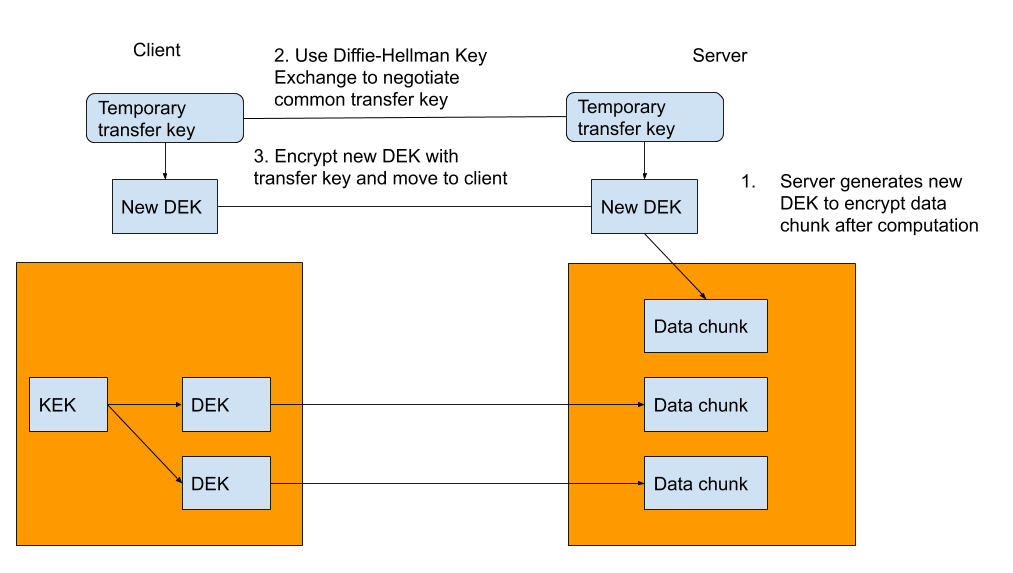 Client
Server
2. Use Diffie-Hellman Key
Exchange to negotiate
common transfer key
Temporary
transfer key
Temporary
transfer key
3. Encrypt new DEK with
transfer key and move to client
New DEK
New DEK
1. Server generates new
DEK to encrypt data
chunk after computation
Data chunk
KEK
DEK
Data chunk
DEK
Data chunk